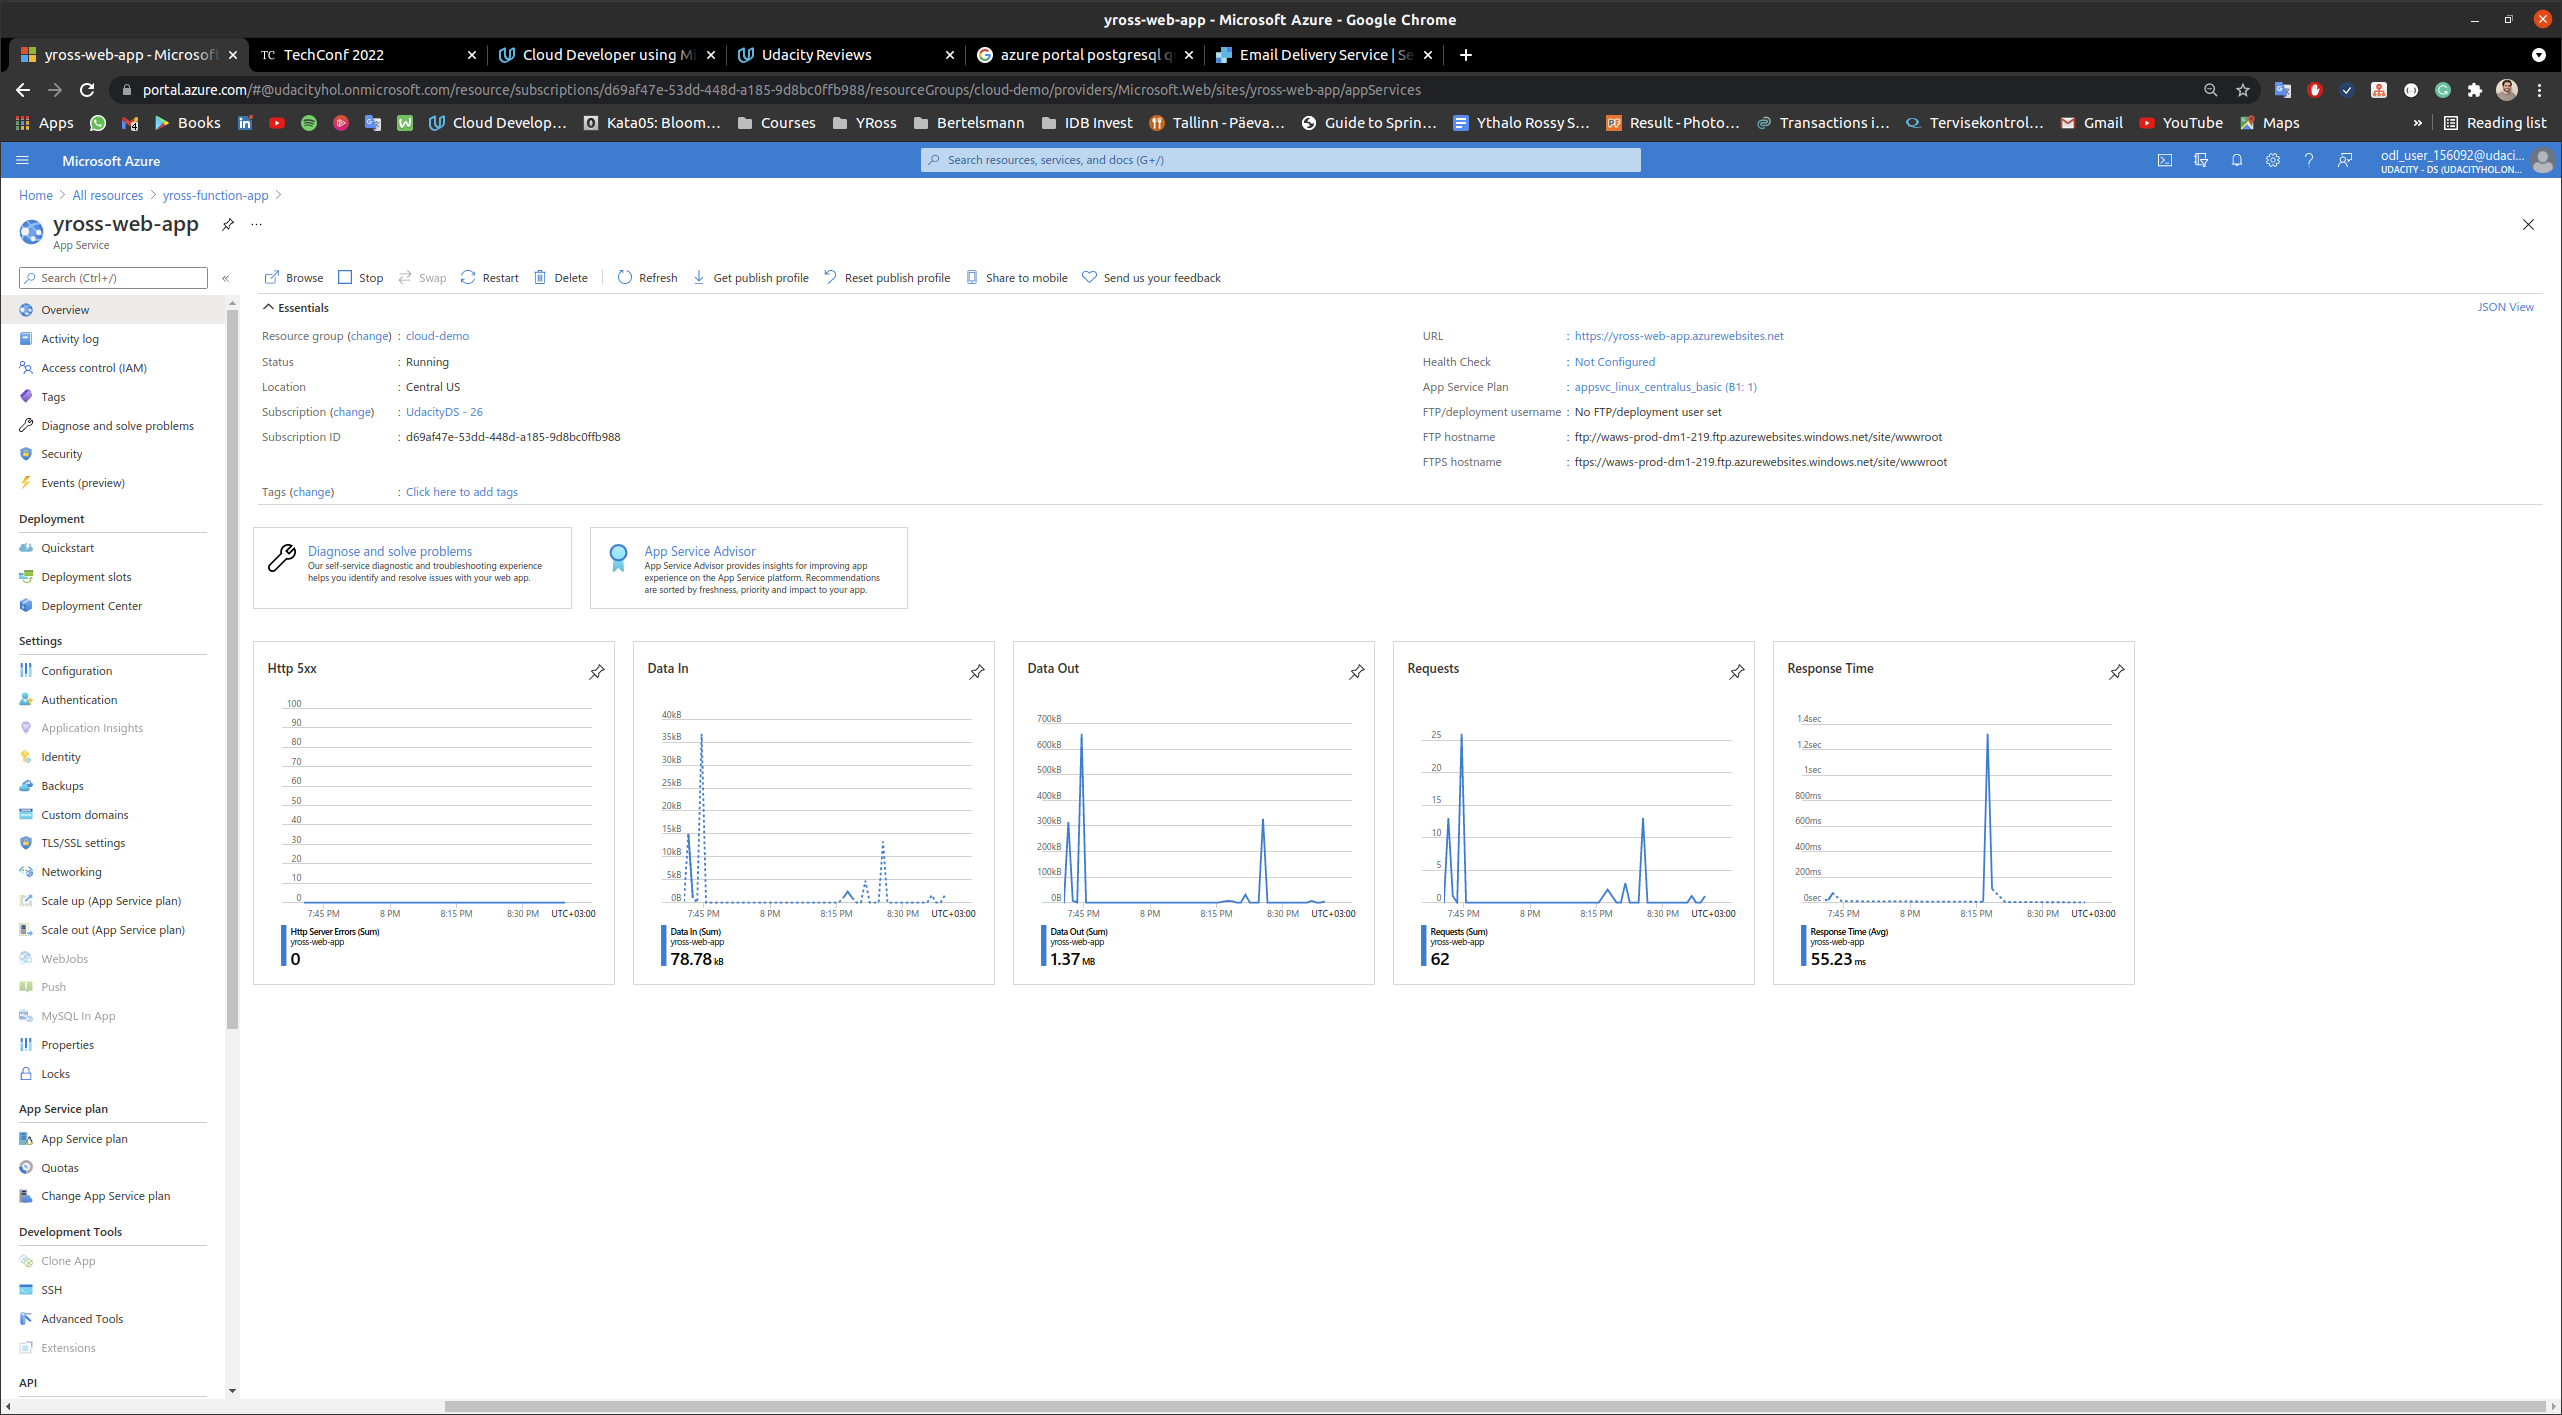 yross-web-app - Microsoft Azure - Google Chrome
yross-web-app - Microsoft
TechConf 2022
Cloud Developer using Mi
Udacity Reviews
azure portal postgresql q
Email Delivery Service | Se
portal.azure.com/#@udacityhol.onmicrosoft.com/resource/subscriptions/d69af47e-53dd-448d-a185-9d8bc0ffb988/resourceGroups/cloud-demo/providers/Microsoft.Web/sites/yross-web-app/appServices
Apps
Books
Cloud Develop...
Kata05: Bloom...
Courses
YRoss
Bertelsmann
IDB Invest
Tallinn - Päeva...
Guide to Sprin...
Ythalo Rossy S...
Result - Photo...
Transactions i...
Tervisekontrol...
Gmail
YouTube
Maps
»
Reading list
Microsoft Azure
Search resources, services, and docs (G+/)
odl_user_156092@udaci...
UDACITY - DS (UDACITYHOL.ON...
Home > All resources > yross-function-app >
yross-web-app
App Service
Search (Ctrl+/)
Browse
Stop
Swap
Restart
Delete
Refresh
Get publish profile
Reset publish profile
Share to mobile
Send us your feedback
Overview
Activity log
Access control (IAM)
Tags
Diagnose and solve problems
Security
Events (preview)
Deployment
Quickstart
Deployment slots
Deployment Center
Settings
Configuration
Authentication
Application Insights
Identity
Backups
Custom domains
TLS/SSL settings
Networking
Scale up (App Service plan)
Scale out (App Service plan)
WebJobs
Push
MySQL In App
Properties
Locks
App Service plan
App Service plan
Quotas
Change App Service plan
Development Tools
Clone App
SSH
Advanced Tools
Extensions
API
Essentials
JSON View
Resource group (change) : cloud-demo
Status : Running
Location : Central US
Subscription (change) : UdacityDS - 26
Subscription ID : d69af47e-53dd-448d-a185-9d8bc0ffb988
Tags (change) : Click here to add tags
URL : https://yross-web-app.azurewebsites.net
Health Check : Not Configured
App Service Plan : appsvc_linux_centralus_basic (B1: 1)
FTP/deployment username : No FTP/deployment user set
FTP hostname : ftp://waws-prod-dm1-219.ftp.azurewebsites.windows.net/site/wwwroot
FTPS hostname : ftps://waws-prod-dm1-219.ftp.azurewebsites.windows.net/site/wwwroot
Diagnose and solve problems
Our self-service diagnostic and troubleshooting experience
helps you identify and resolve issues with your web app.
App Service Advisor
App Service Advisor provides insights for improving app
experience on the App Service platform. Recommendations
are sorted by freshness, priority and impact to your app.
Http 5xx
100
90
80
70
60
50
40
30
20
10
0
7:45 PM 8 PM 8:15 PM 8:30 PM UTC+03:00
Http Server Errors (Sum)
yross-web-app
0
Data In
40kB
35kB
30kB
25kB
20kB
15kB
10kB
5kB
0B
7:45 PM 8 PM 8:15 PM 8:30 PM UTC+03:00
Data In (Sum)
yross-web-app
78.78 kB
Data Out
700kB
600kB
500kB
400kB
300kB
200kB
100kB
0B
7:45 PM 8 PM 8:15 PM 8:30 PM UTC+03:00
Data Out (Sum)
yross-web-app
1.37 MB
Requests
25
20
15
10
5
0
7:45 PM 8 PM 8:15 PM 8:30 PM UTC+03:00
Requests (Sum)
yross-web-app
62
Response Time
1.4sec
1.2sec
1sec
800ms
600ms
400ms
200ms
0sec
7:45 PM 8 PM 8:15 PM 8:30 PM UTC+03:00
Response Time (Avg)
yross-web-app
55.23 ms